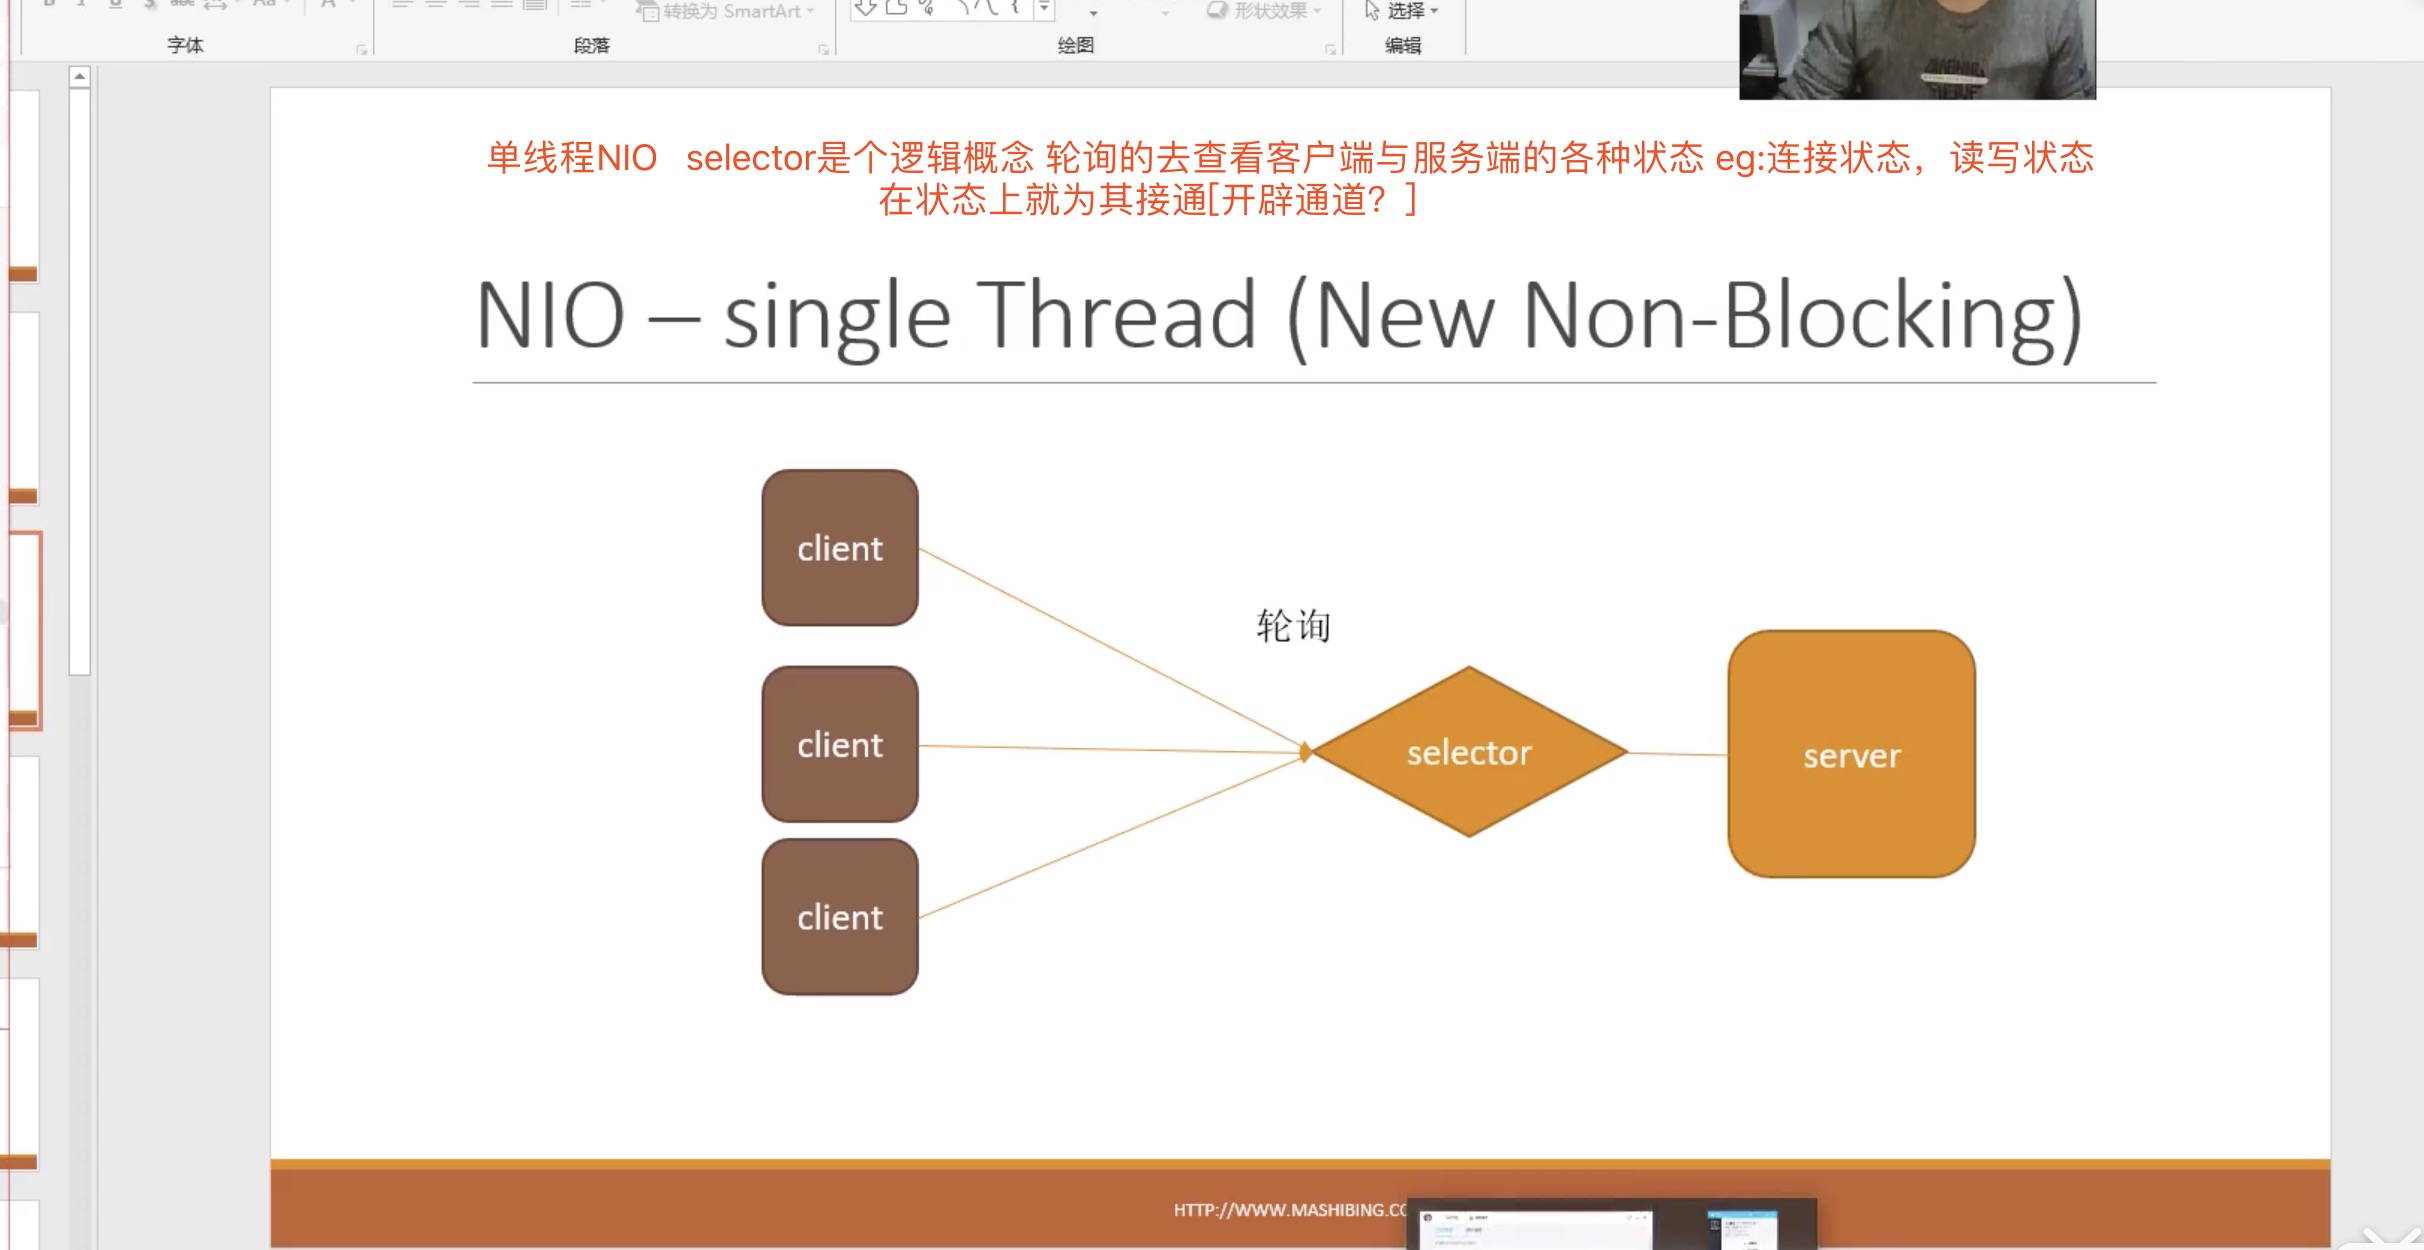 转换为 SmartArt
形状效果
选择
字体
段落
绘图
编辑
单线程NIO selector是个逻辑概念 轮询的去查看客户端与服务端的各种状态 eg:连接状态，读写状态
在状态上就为其接通[开辟通道？]
NIO – single Thread (New Non-Blocking)
client
轮询
client
selector
server
client
HTTP://WWW.MASHIBING.CO